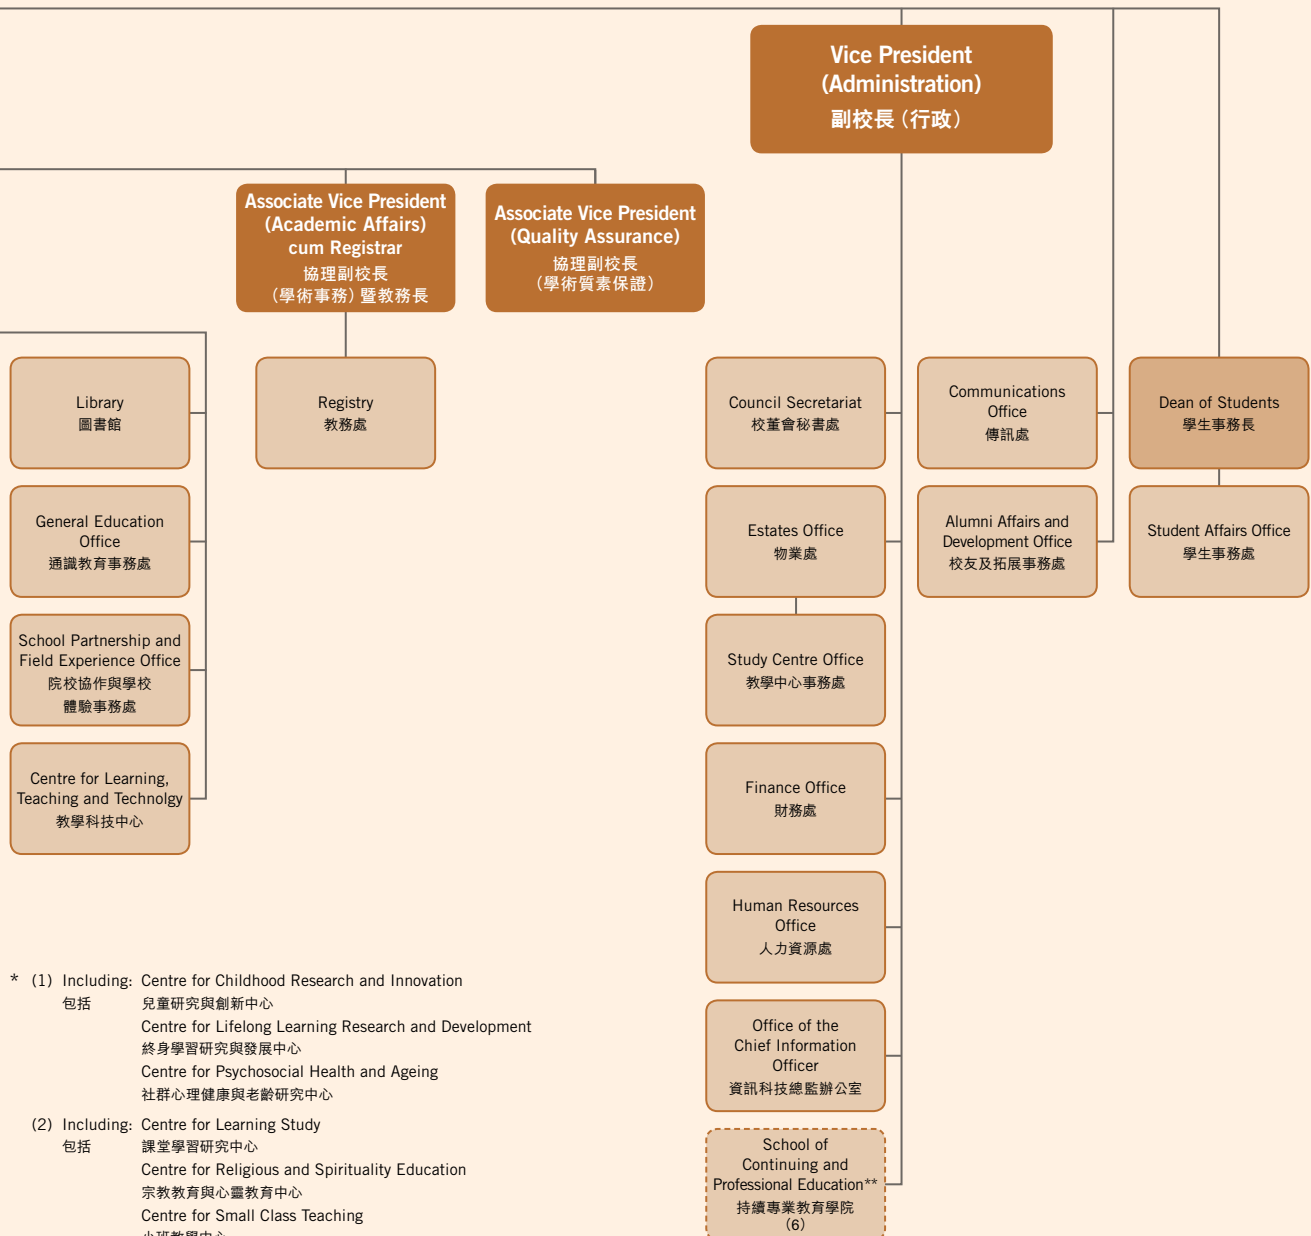 Vice President
(Administration)
副校長（行政）
Associate Vice President
(Academic Affairs)
cum Registrar
協理副校長
（學術事務）暨教務長
Associate Vice President
(Quality Assurance)
協理副校長
（學術質素保證）
Library
圖書館
General Education
Office
通識教育事務處
School Partnership and
Field Experience Office
院校協作與學校
體驗事務處
Centre for Learning,
Teaching and Technolgy
教學科技中心
Registry
教務處
Council Secretariat
校董會秘書處
Estates Office
物業處
Study Centre Office
教學中心事務處
Finance Office
財務處
Human Resources
Office
人力資源處
Office of the
Chief Information
Officer
資訊科技總監辦公室
School of
Continuing and
Professional Education**
持續專業教育學院
(6)
Communications
Office
傳訊處
Alumni Affairs and
Development Office
校友及拓展事務處
Dean of Students
學生事務長
Student Affairs Office
學生事務處
* (1) Including: Centre for Childhood Research and Innovation
包括 兒童研究與創新中心
Centre for Lifelong Learning Research and Development
終身學習研究與發展中心
Centre for Psychosocial Health and Ageing
社群心理健康與老齡研究中心
(2) Including: Centre for Learning Study
包括 課堂學習研究中心
Centre for Religious and Spirituality Education
宗教教育與心靈教育中心
Centre for Small Class Teaching
小班教學中心